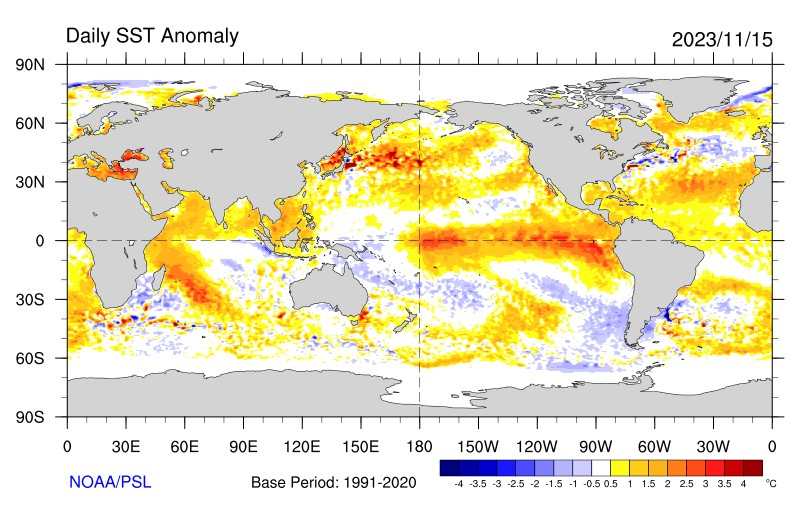 Daily SST Anomaly
2023/11/15
90N
60N
30N
0
30S
60S
90S
0 30E 60E 90E 120E 150E 180 150W 120W 90W 60W 30W 0
NOAA/PSL
Base Period: 1991-2020
-4 -3.5 -3 -2.5 -2 -1.5 -1 -0.5 0.5 1 1.5 2 2.5 3 3.5 4 °C